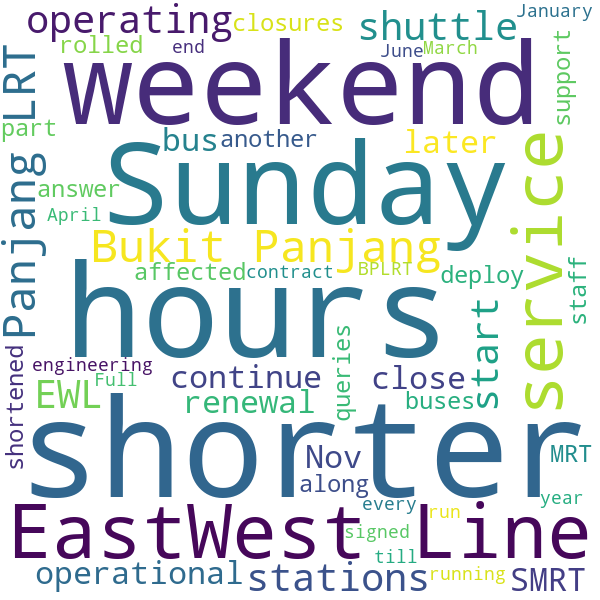 January
operating closures shuttle
rolled end June March
weekend
LRT
support
part
bus another later
Sunday
service
answer
Panjang
April
Bukit Panjang
affected contract BPLRT deploy
staff
hours
start
engineering
shortened
Full
continue close
queries
EWL renewal buses
shorter
Nov MRT
along
every year
EastWest Line
run
signed
till
operational stations running SMRT